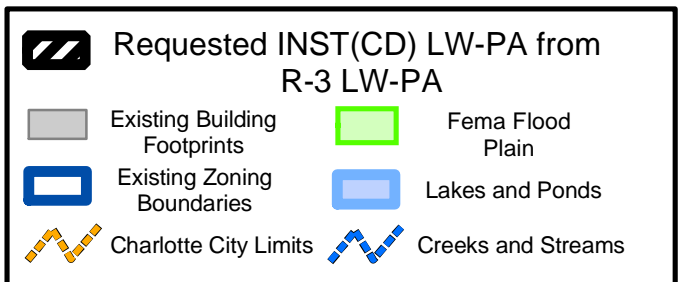 Requested INST(CD) LW-PA from
R-3 LW-PA
Existing Building
Footprints
Fema Flood
Plain
Existing Zoning
Boundaries
Lakes and Ponds
Charlotte City Limits
Creeks and Streams